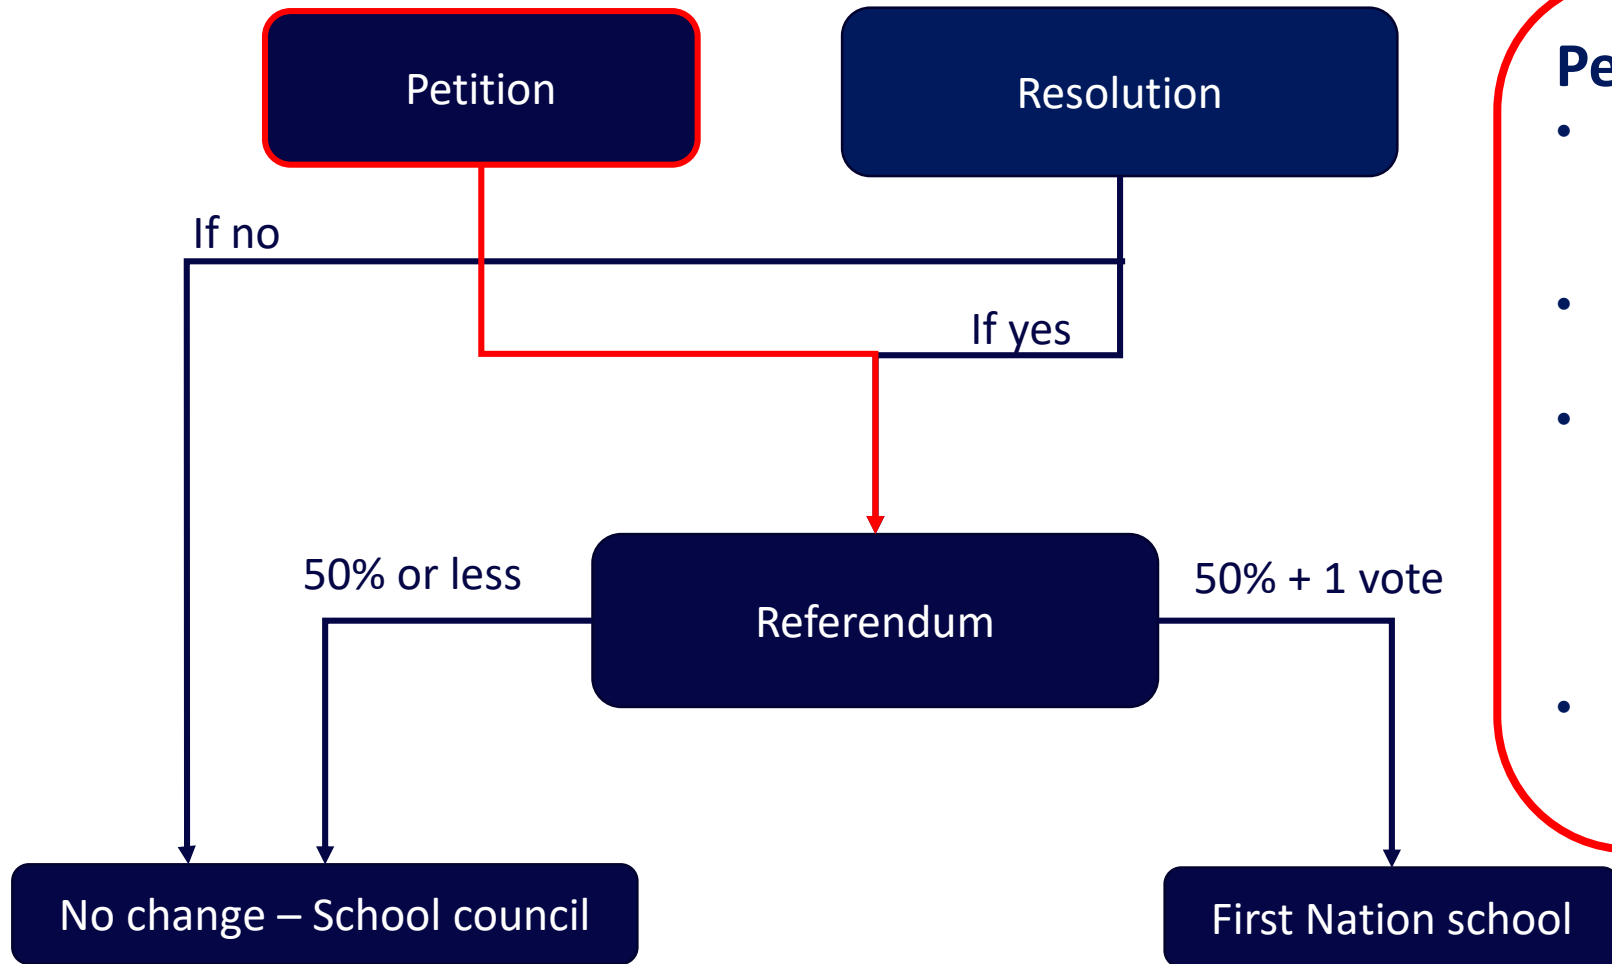 Petition
Resolution
Pe
•
If no
If yes
•
•
50% or less
50% + 1 vote
Referendum
•
No change – School council
First Nation school